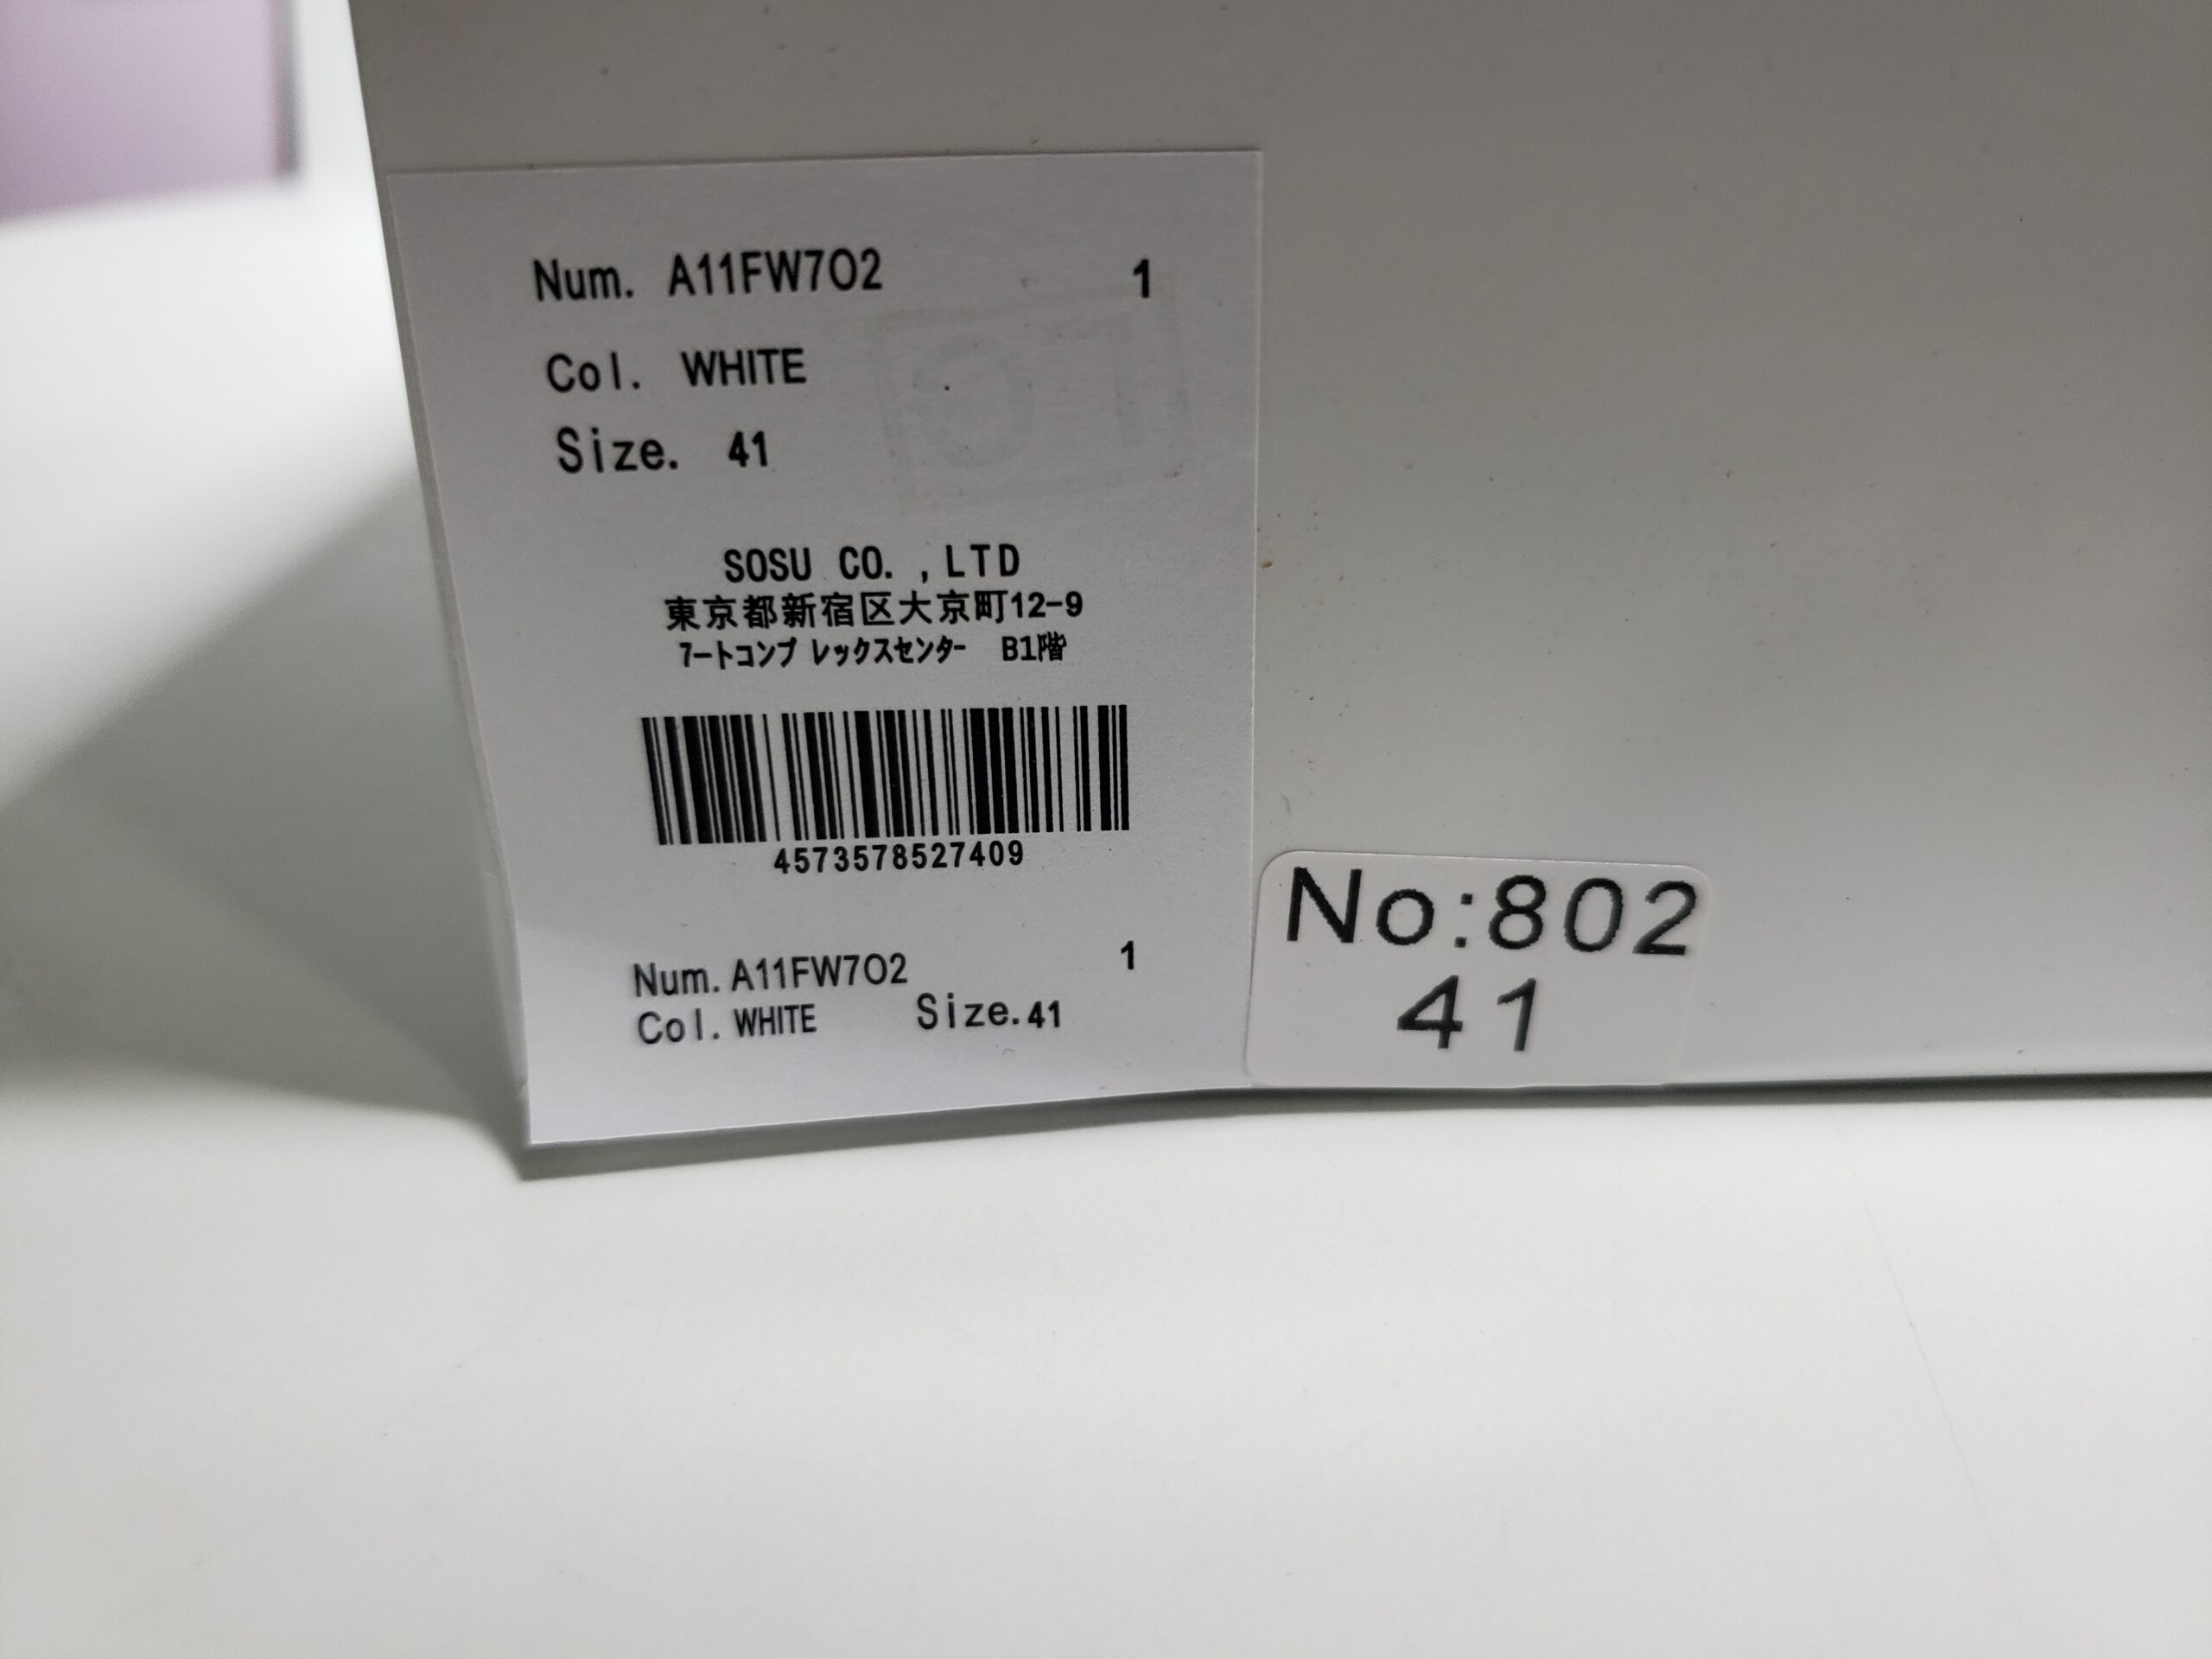 Num. A11FW7O2 1
Col. WHITE
Size. 41
SOSU CO. ,LTD
東京都新宿区大京町12-9
7ートコンプ レックスセンター B1階
4573578527409
Num. A11FW7O2 1
Col. WHITE Size. 41
No:802
41